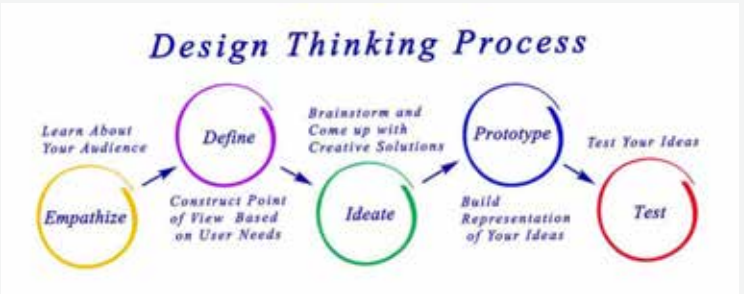 Design Thinking Process
Learn About
Your Audience
Empathize
Define
Construct Point
of View Based
on User Needs
Brainstorm and
Come up with
Creative Solutions
Ideate
Prototype
Build
Representation
of Your Ideas
Test Your Ideas
Test